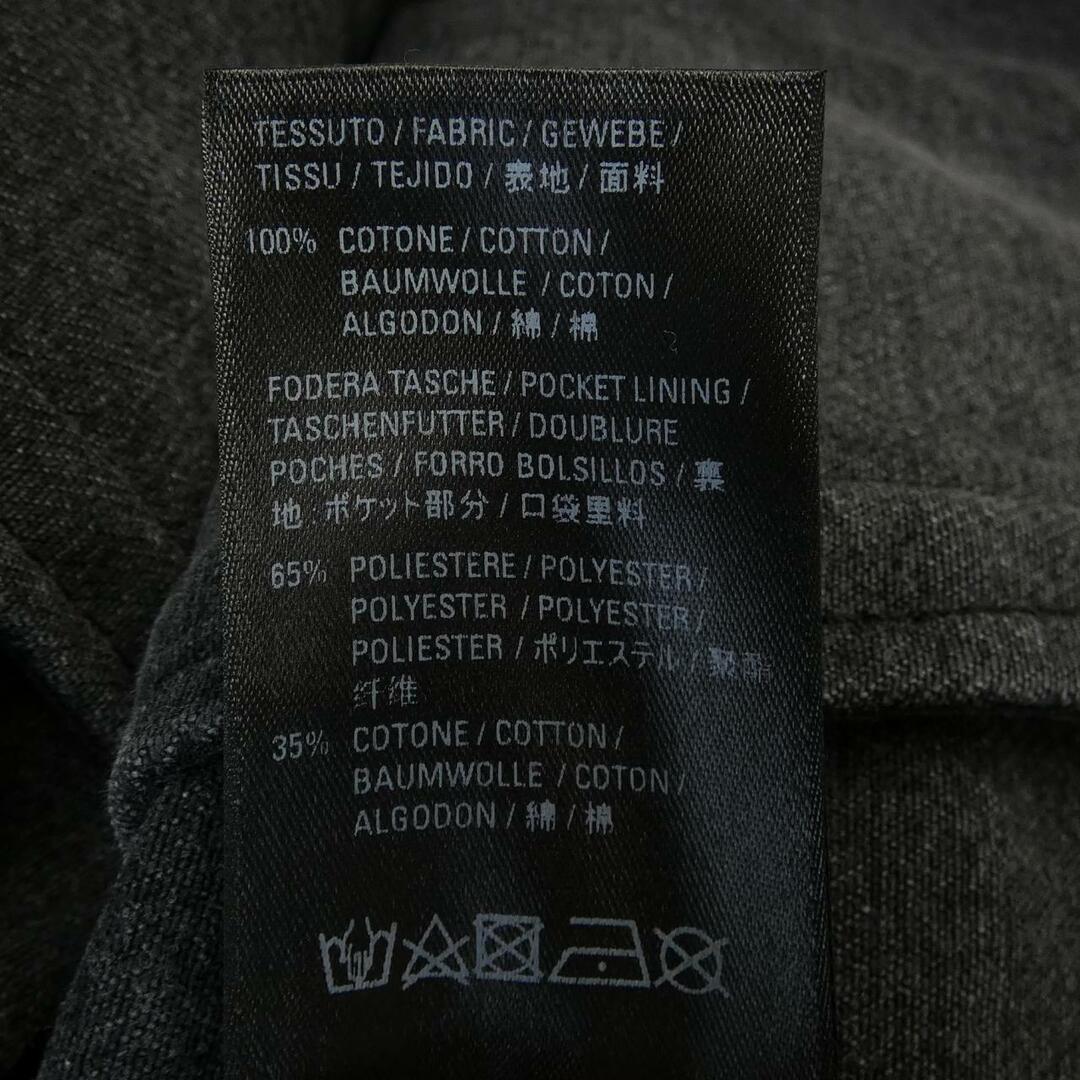 TESSUTO / FABRIC / GEWEBE /
TISSU / TEJIDO / 表地 / 面料
100% COTONE / COTTON /
BAUMWOLLE / COTON /
ALGODON / 綿 / 棉
FODERA TASCHE / POCKET LINING /
TASCHENFUTTER / DOUBLURE
POCHES / FORRO BOLSILLOS / 裏
地 ポケット部分 / 口袋里料
65% POLIESTERE / POLYESTER /
POLYESTER / POLYESTER /
POLIESTER / ポリエステル / 聚酯
纤维
35% COTONE / COTTON /
BAUMWOLLE / COTON /
ALGODON / 綿 / 棉